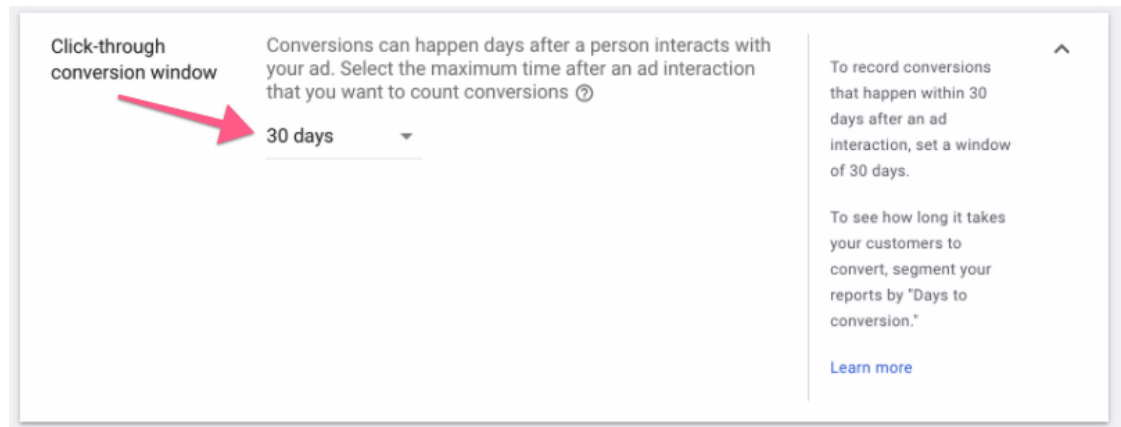 Click-through
conversion window
Conversions can happen days after a person interacts with
your ad. Select the maximum time after an ad interaction
that you want to count conversions
30 days
To record conversions
that happen within 30
days after an ad
interaction, set a window
of 30 days.
To see how long it takes
your customers to
convert, segment your
reports by "Days to
conversion."
Learn more